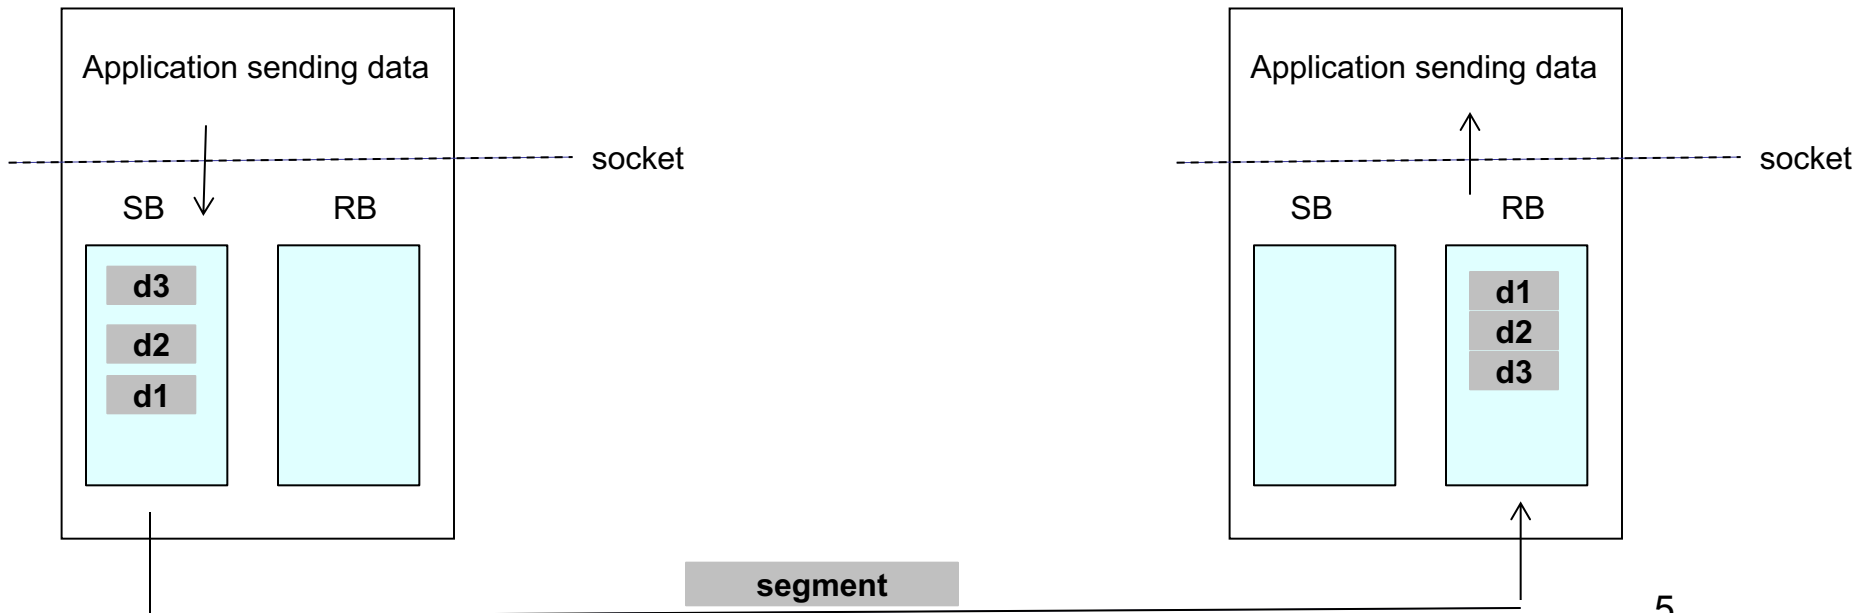 Application sending data
socket
SB
RB
d3
d2
d1
Application sending data
socket
SB
RB
d1
d2
d3
segment
5